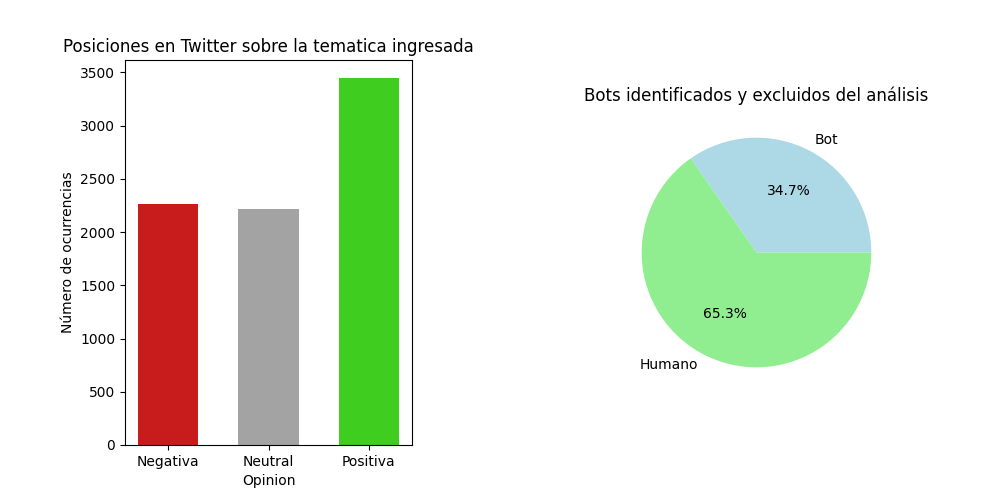 Posiciones en Twitter sobre la tematica ingresada
Número de ocurrencias
3500
3000
2500
2000
1500
1000
500
0
Negativa
Neutral
Positiva
Opinion
Bots identificados y excluidos del análisis
Bot
34.7%
65.3%
Humano